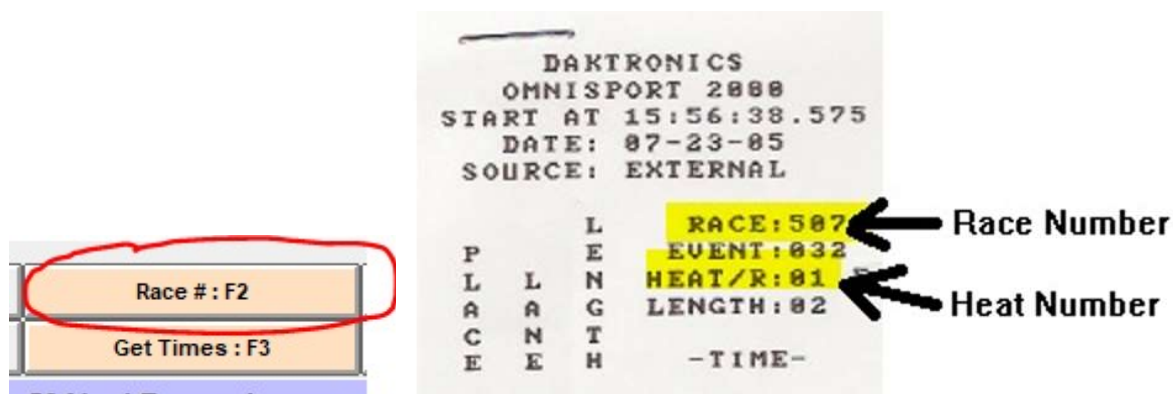 Race # : F2
Get Times : F3
DAKTRONICS
OMNISPORT 2000
START AT 15:56:38.575
DATE: 07-23-05
SOURCE: EXTERNAL
PLACE
LANE
LENGTH
RACE:507
EVENT:032
HEAT/R:01
LENGTH:02
-TIME-
Race Number
Heat Number